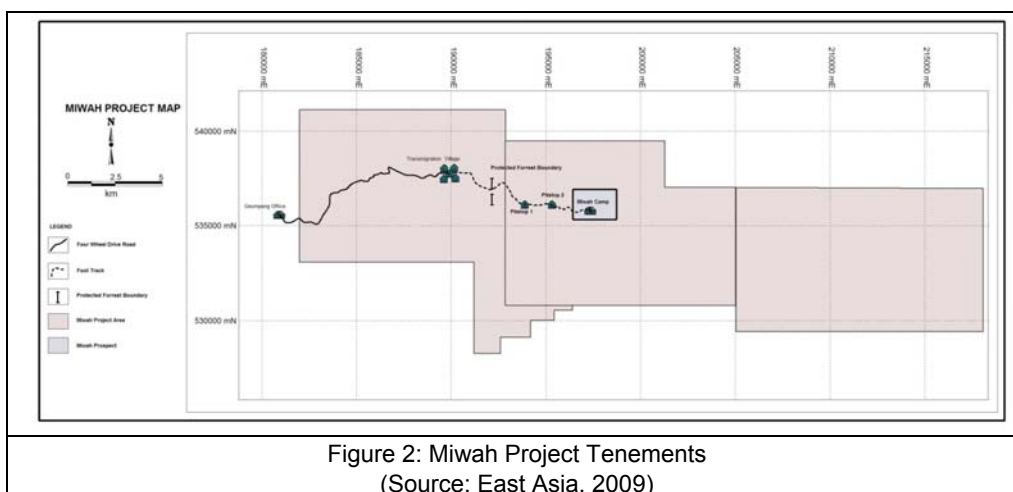 180000 mE
185000 mE
190000 mE
195000 mE
200000 mE
205000 mE
210000 mE
215000 mE
MIWAH PROJECT MAP
N
0 2.5 5
km
540000 mN
535000 mN
530000 mN
Transmigration Village
Protected Forrest Boundary
Geumpang Office
Pitstop 1
Pitstop 2
Miwah Camp
LEGEND
Four Wheel Drive Road
Foot Track
Protected Forrest Boundary
Miwah Project Area
Miwah Prospect
Figure 2: Miwah Project Tenements
(Source: East Asia, 2009)